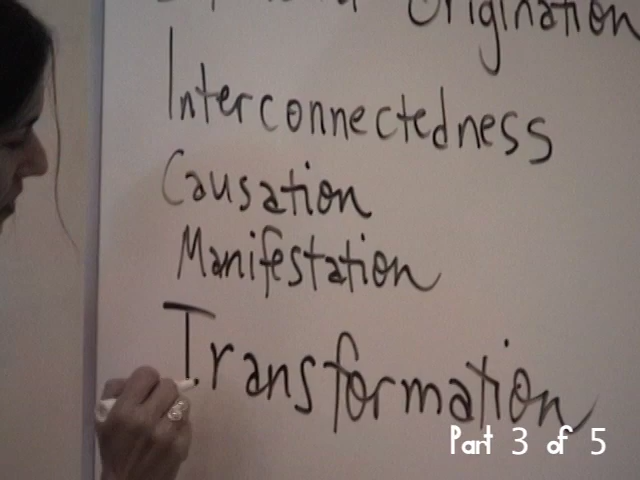 Origination
Interconnectedness
Causation
Manifestation
Transformation
Part 3 of 5